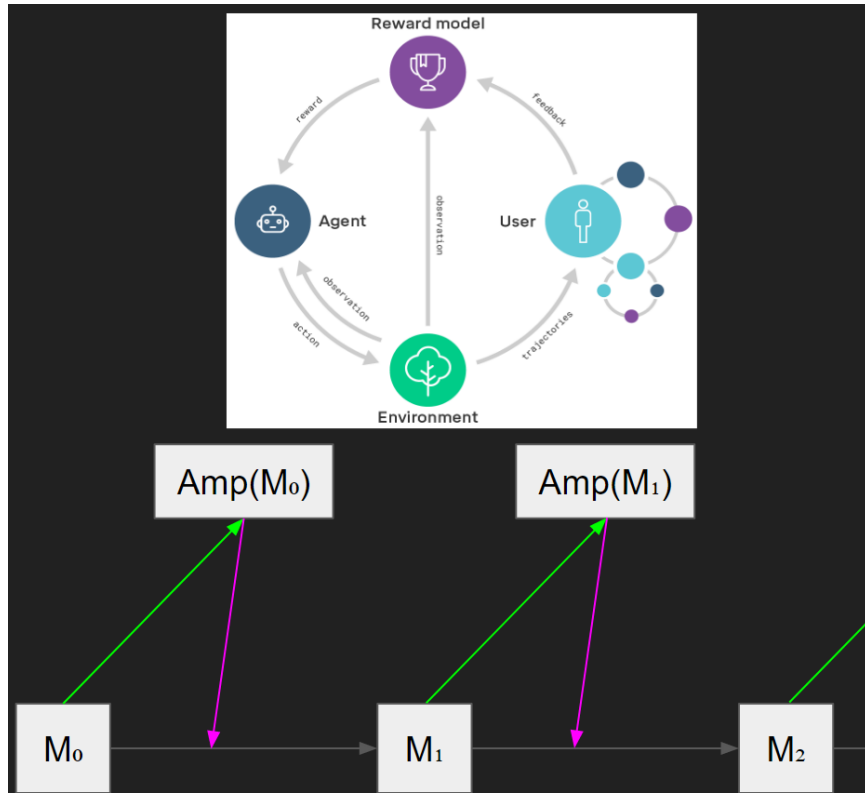 Reward model
reward
feedback
Agent
observation
User
observation
action
trajectories
Environment
Amp(M₀)
Amp(M₁)
M₀
M₁
M₂